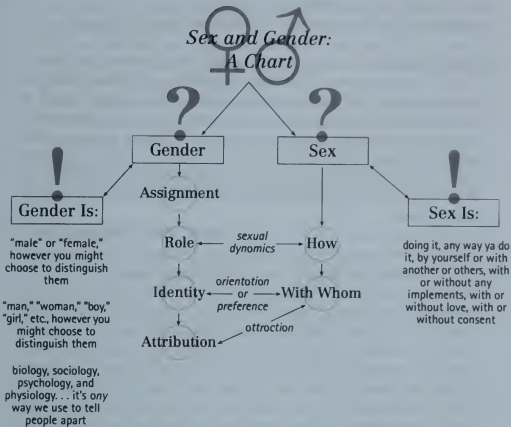 Sex and Gender:
A Chart
?
?
Gender
Sex
!
!
Gender Is:
Sex Is:
"male" or "female,"
however you might
choose to distinguish
them
"man," "woman," "boy,"
"girl," etc., however you
might choose to
distinguish them
biology, sociology,
psychology, and
physiology. . . it's any
way we use to tell
people apart
Assignment
Role
sexual
dynamics
How
Identity
orientation
or
preference
With Whom
Attribution
attraction
doing it, any way ya do
it, by yourself or with
another or others, with
or without any
implements, with or
without love, with or
without consent